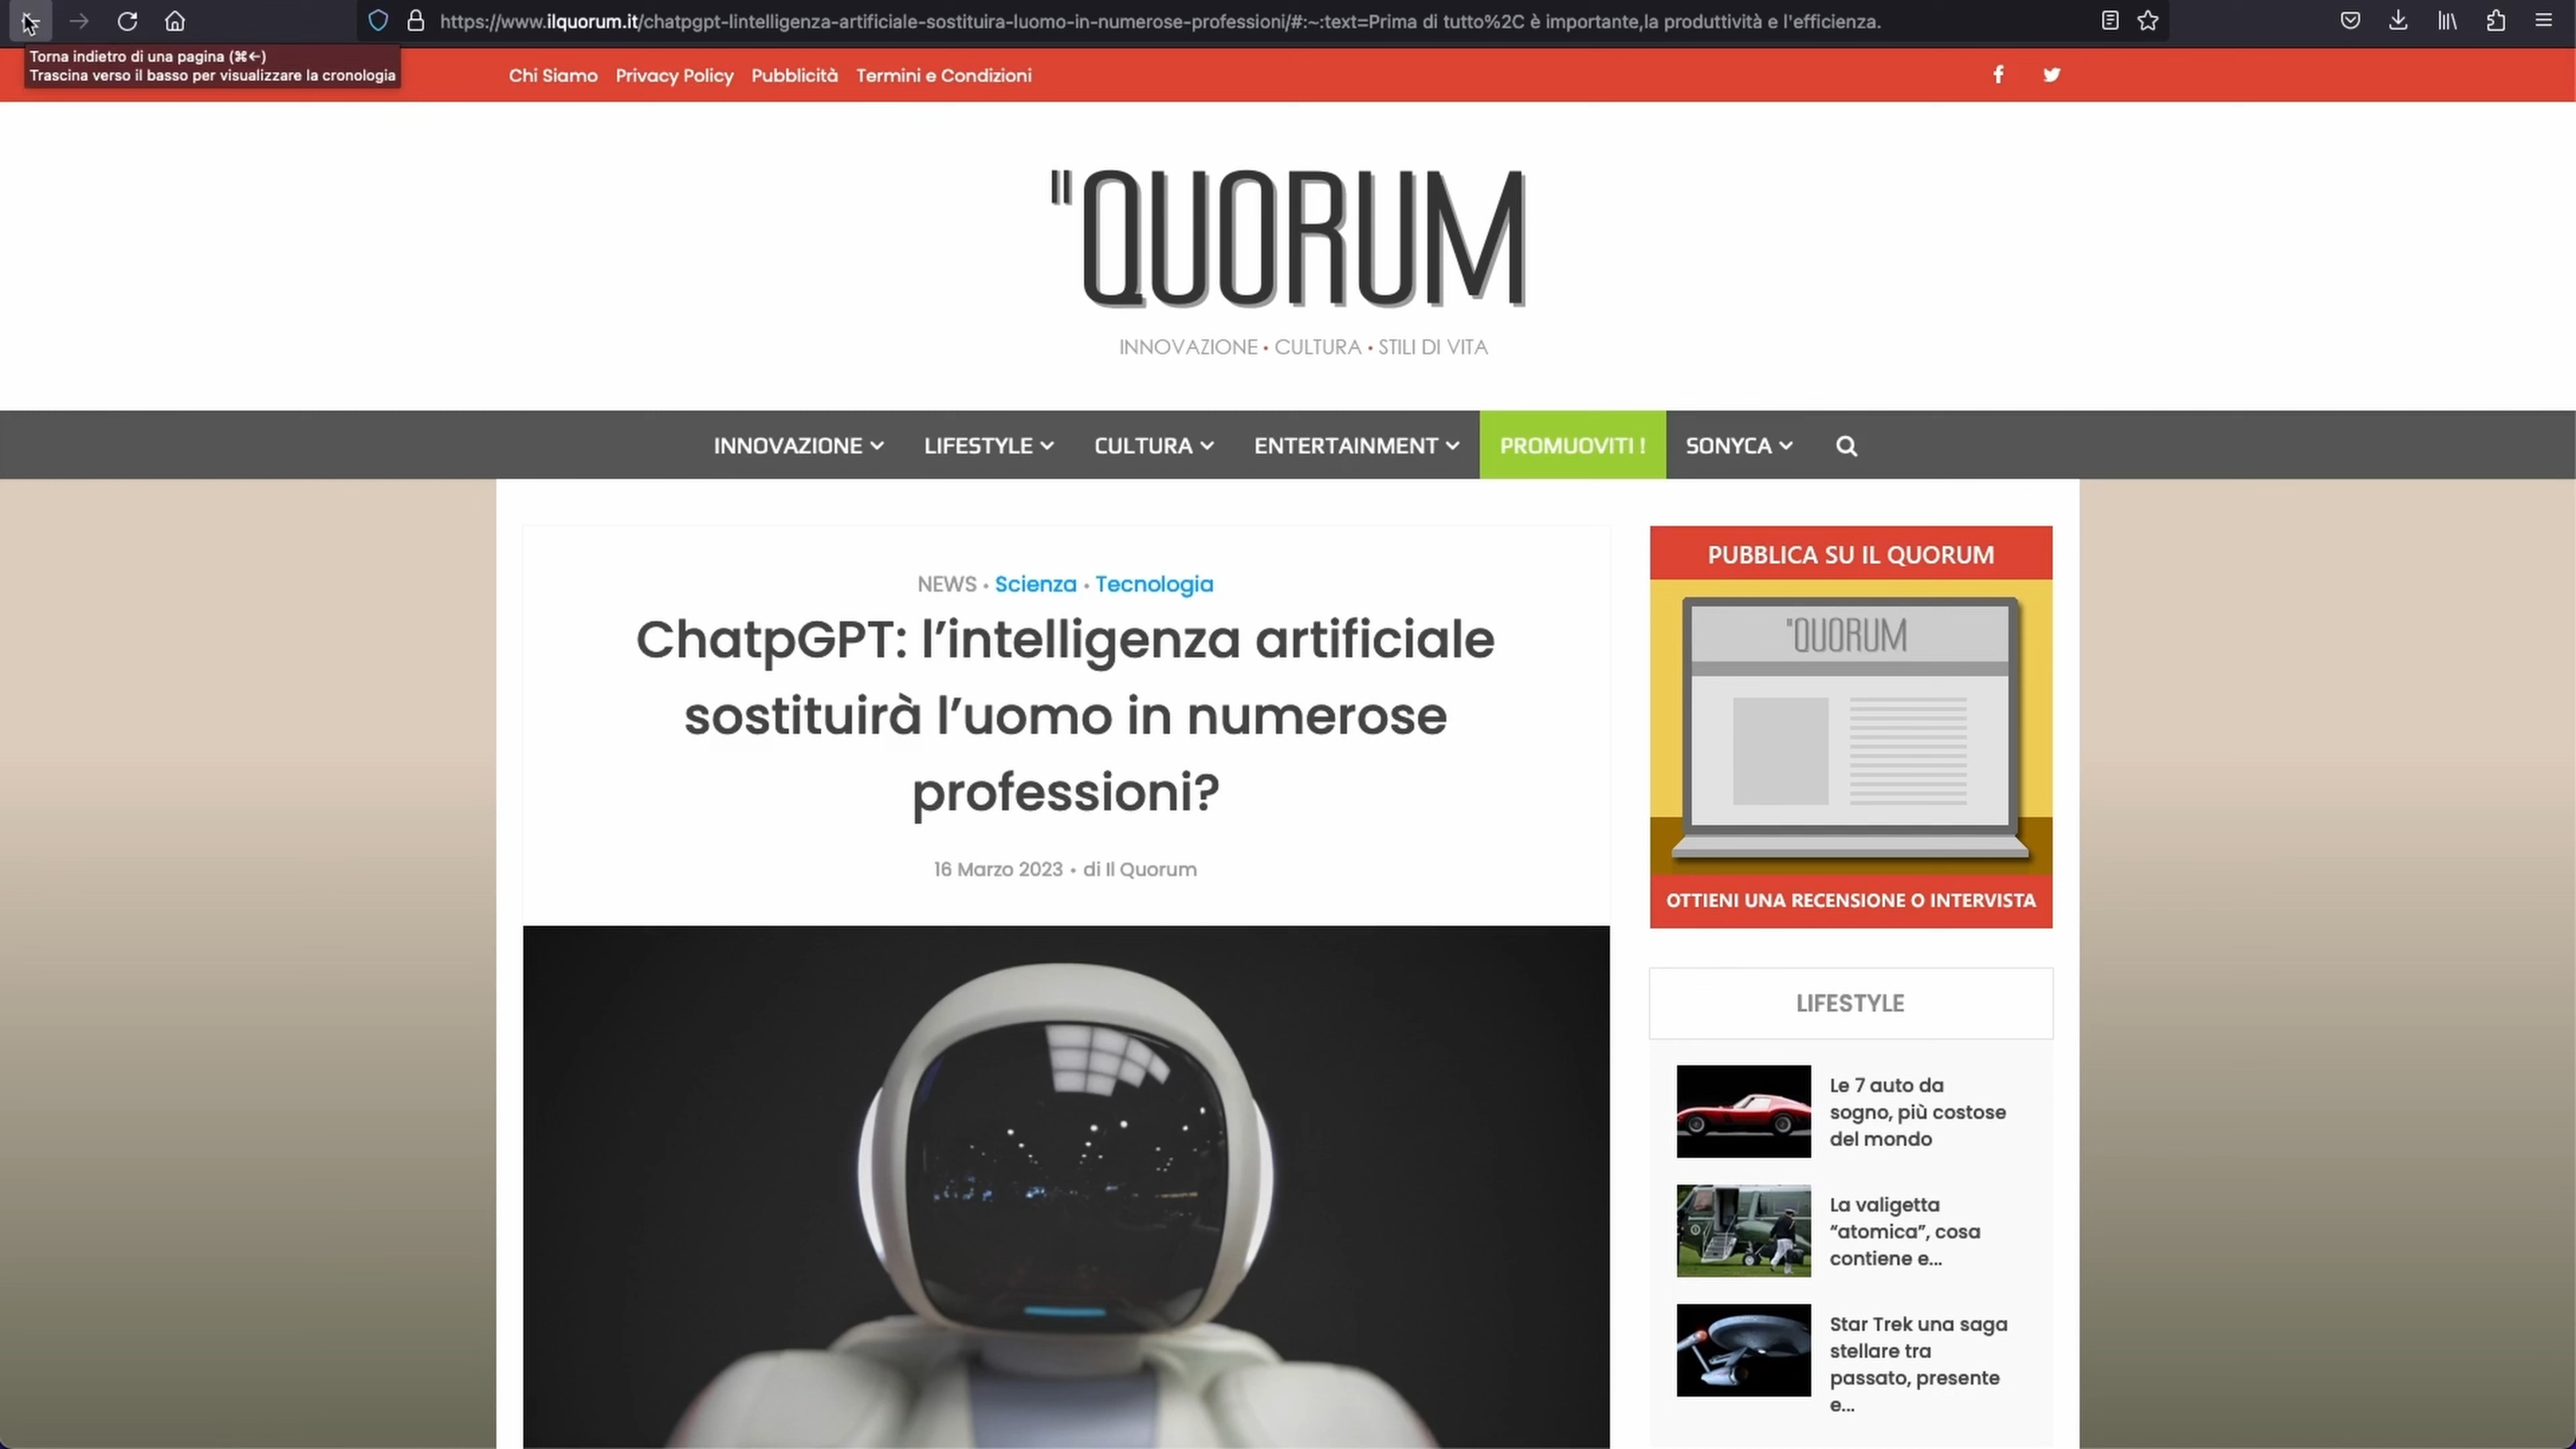 https://www.ilquorum.it/chatpgpt-lintelligenza-artificiale-sostituira-luomo-in-numerose-professioni/#:~:text=Prima di tutto%2C è importante,la produttività e l'efficienza.
Torna indietro di una pagina (⌘←)
Trascina verso il basso per visualizzare la cronologia
Chi Siamo Privacy Policy Pubblicità Termini e Condizioni
"QUORUM
INNOVAZIONE • CULTURA • STILI DI VITA
INNOVAZIONE LIFESTYLE CULTURA ENTERTAINMENT PROMUOVITI ! SONYCA
NEWS • Scienza • Tecnologia
ChatpGPT: l’intelligenza artificiale
sostituirà l’uomo in numerose
professioni?
16 Marzo 2023 • di Il Quorum
PUBBLICA SU IL QUORUM
"QUORUM
OTTIENI UNA RECENSIONE O INTERVISTA
LIFESTYLE
Le 7 auto da
sogno, più costose
del mondo
La valigetta
“atomica”, cosa
contiene e...
Star Trek una saga
stellare tra
passato, presente
e...